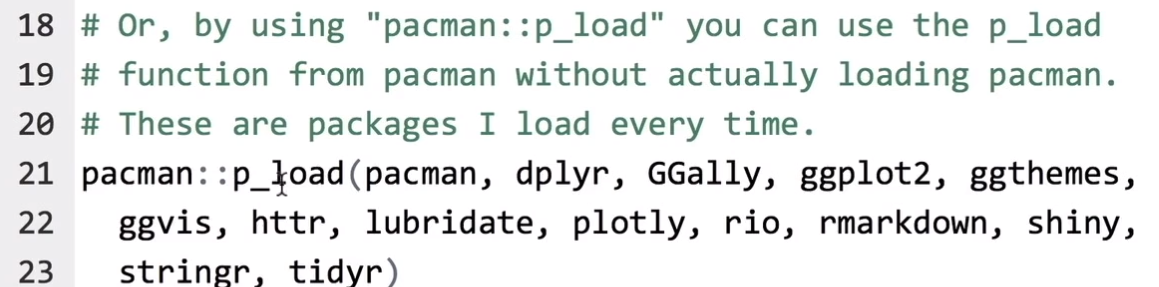 18 # Or, by using "pacman::p_load" you can use the p_load
19 # function from pacman without actually loading pacman.
20 # These are packages I load every time.
21 pacman::p_load(pacman, dplyr, GGally, ggplot2, ggthemes,
22 ggvis, httr, lubridate, plotly, rio, rmarkdown, shiny,
23 stringr, tidyr)